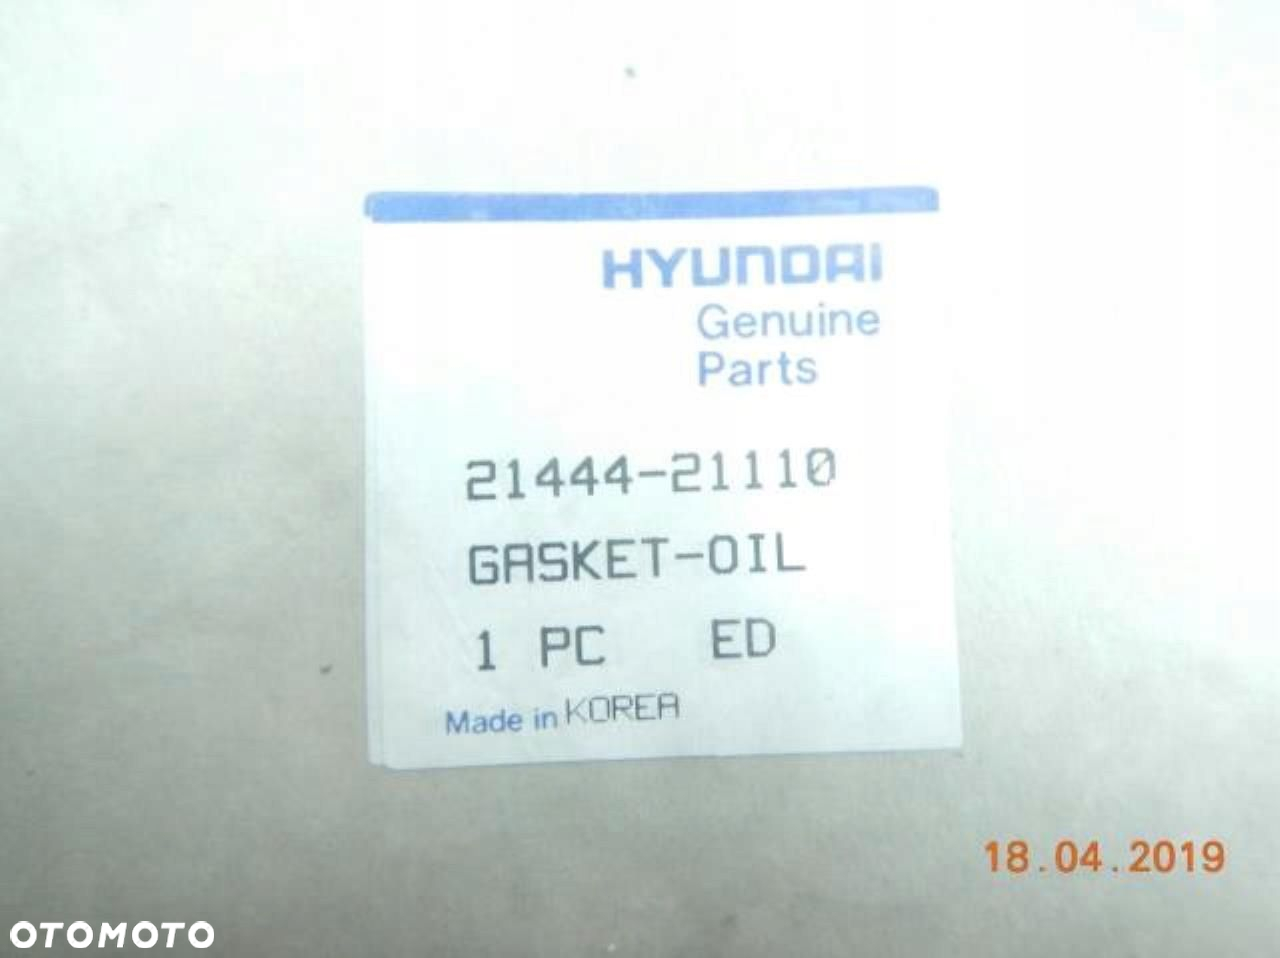 HYUNDAI
Genuine
Parts
21444-21110
GASKET-OIL
1 PC ED
Made in KOREA
18.04.2019
OTOMOTO